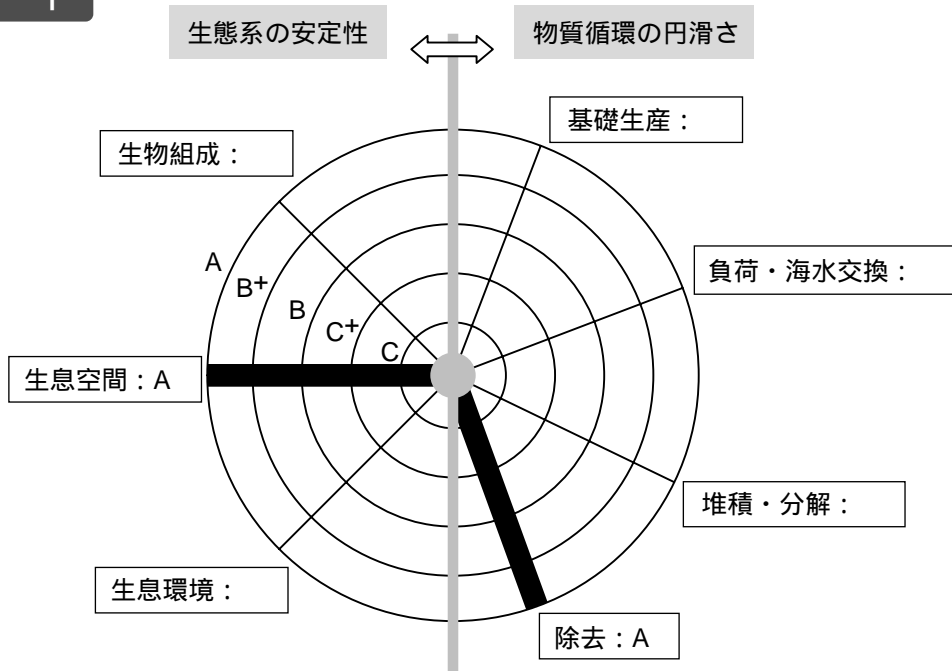 生態系の安定性
物質循環の円滑さ
基礎生産：
生物組成：
負荷・海水交換：
A
B+
B
C+
C
生息空間：A
堆積・分解：
生息環境：
除去：A